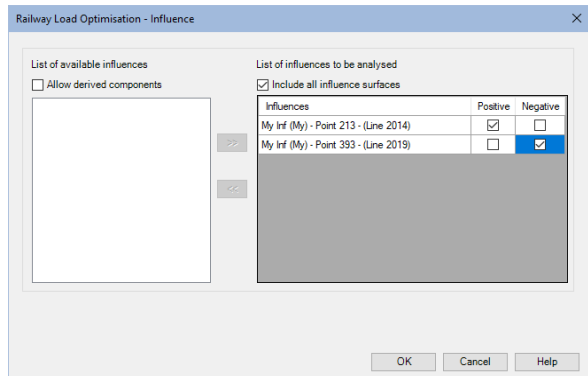 Railway Load Optimisation - Influence
List of available influences
List of influences to be analysed
Allow derived components
Include all influence surfaces
Influences Positive Negative
My Inf (My) - Point 213 - (Line 2014)
My Inf (My) - Point 393 - (Line 2019)
>>
<<
OK Cancel Help